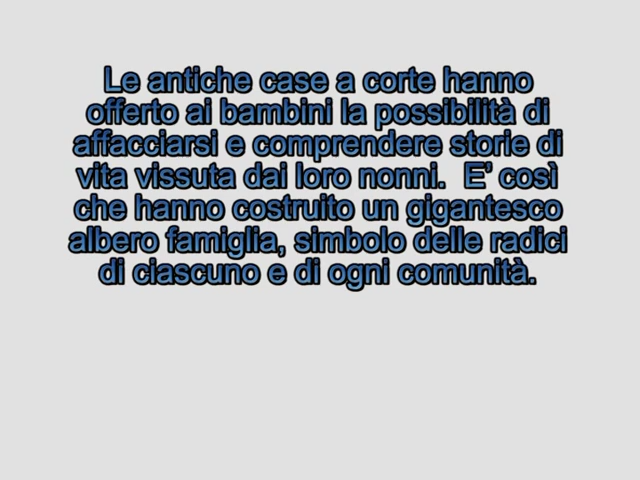 Le antiche case a corte hanno
offerto ai bambini la possibilità di
affacciarsi e comprendere storie di
vita vissuta dai loro nonni.  E' così
che hanno costruito un gigantesco
albero famiglia, simbolo delle radici
di ciascuno e di ogni comunità.